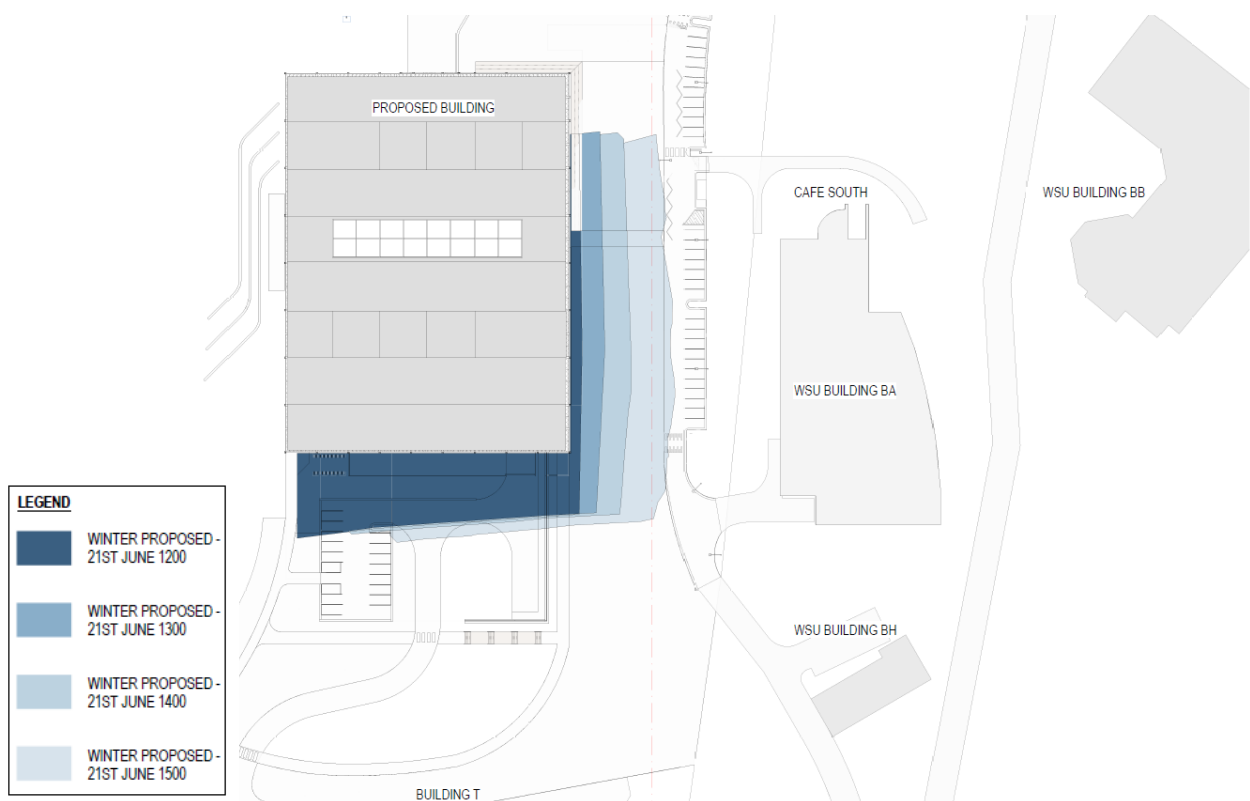 PROPOSED BUILDING
CAFE SOUTH
WSU BUILDING BB
WSU BUILDING BA
LEGEND
WINTER PROPOSED -
21ST JUNE 1200
WINTER PROPOSED -
21ST JUNE 1300
WSU BUILDING BH
WINTER PROPOSED -
21ST JUNE 1400
WINTER PROPOSED -
21ST JUNE 1500
BUILDING T